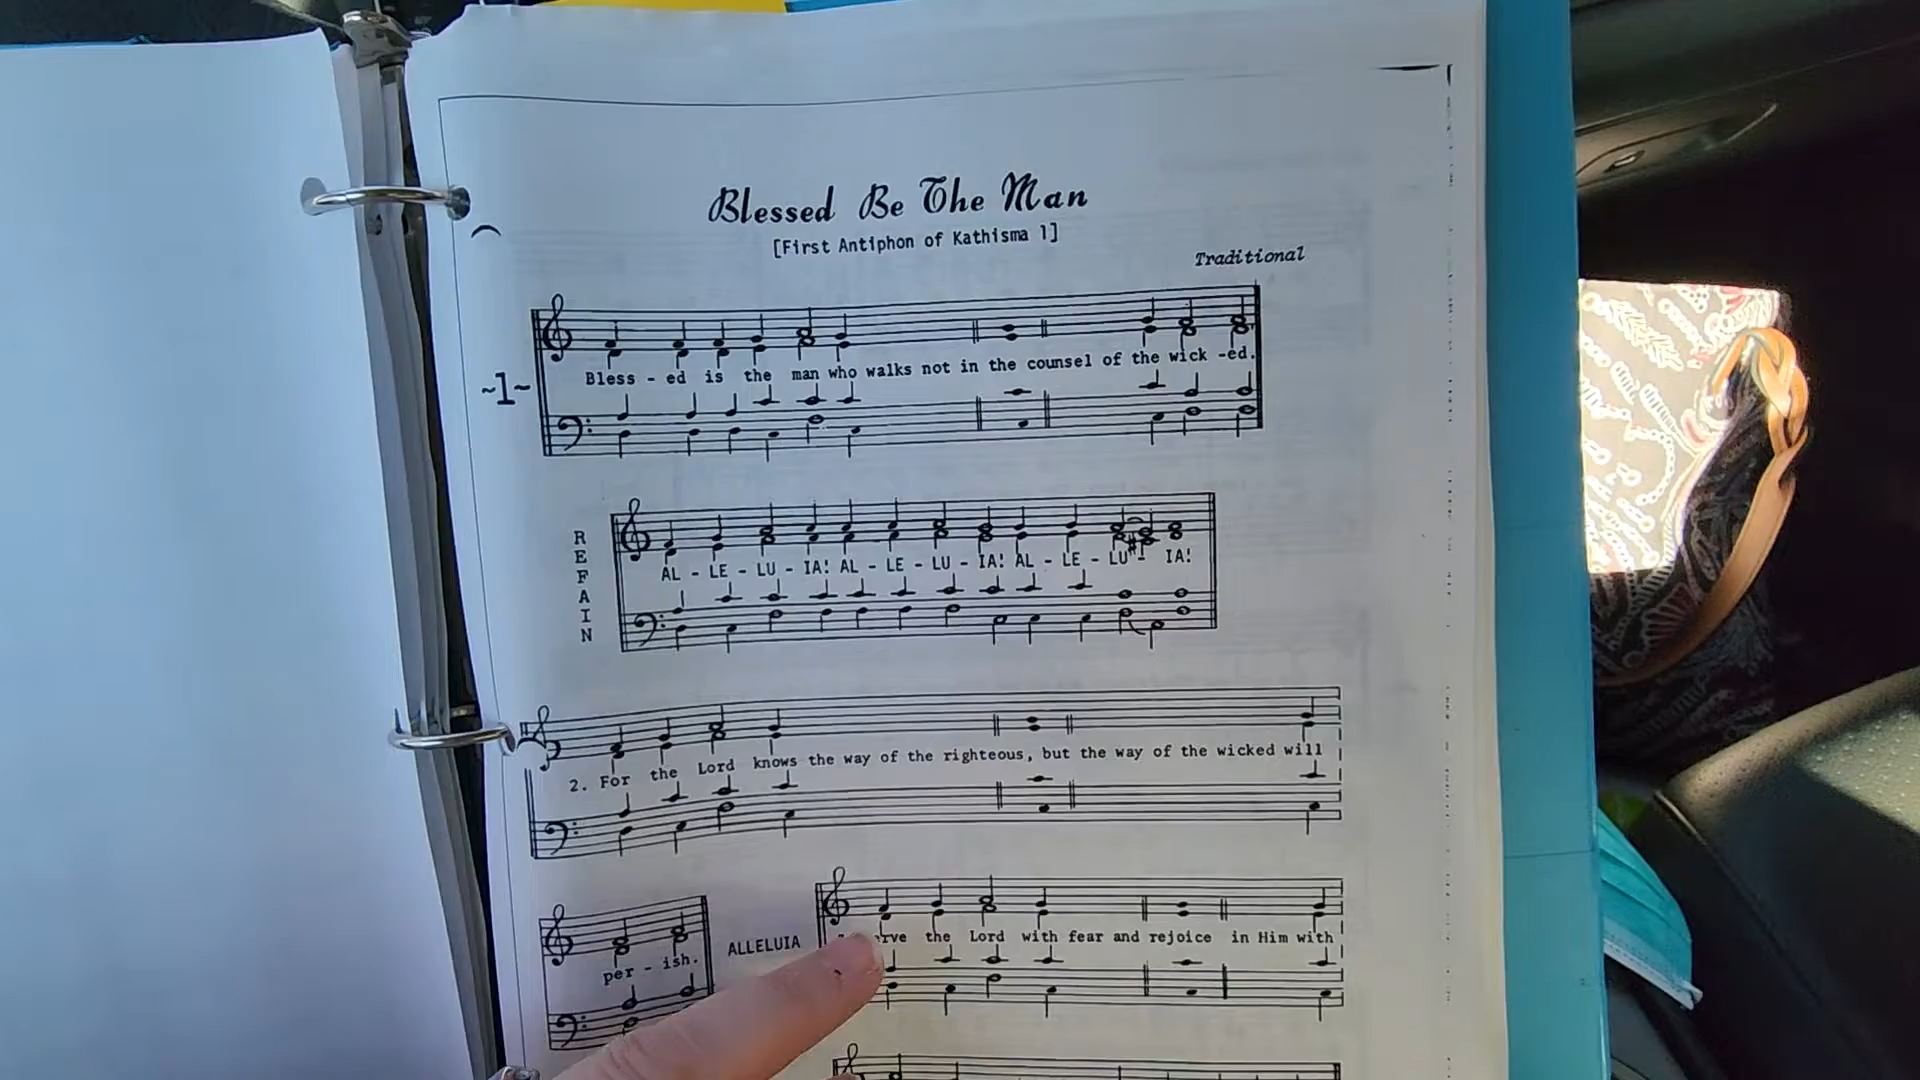 Blessed Be The Man
[First Antiphon of Kathisma 1]
Traditional
~1~
Bless - ed is the man who walks not in the counsel of the wick - ed.
REFAIN
AL - LE - LU - IA! AL - LE - LU - IA! AL - LE - LU - IA!
2. For the Lord knows the way of the righteous, but the way of the wicked will
per - ish.
ALLELUIA
the Lord with fear and rejoice in Him with